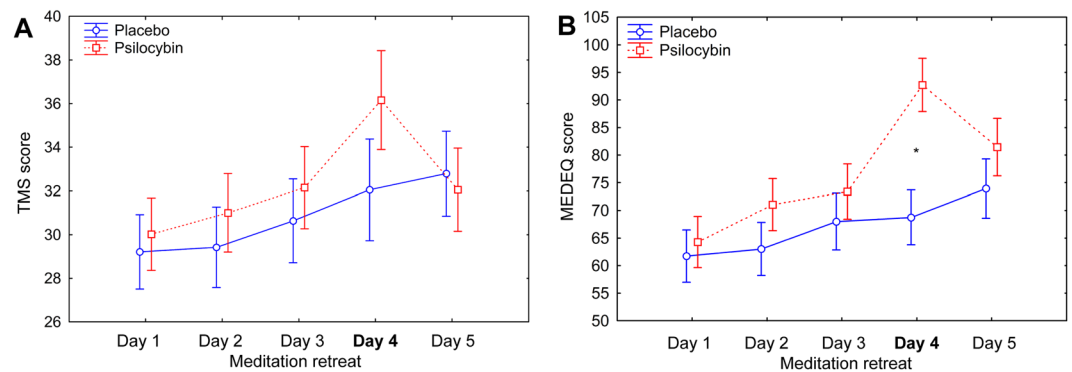 A
Placebo
Psilocybin
TMS score
40
38
36
34
32
30
28
26
Day 1 Day 2 Day 3 Day 4 Day 5
Meditation retreat
B
Placebo
Psilocybin
MEDEQ score
105
100
95
90
85
80
75
70
65
60
55
50
*
Day 1 Day 2 Day 3 Day 4 Day 5
Meditation retreat